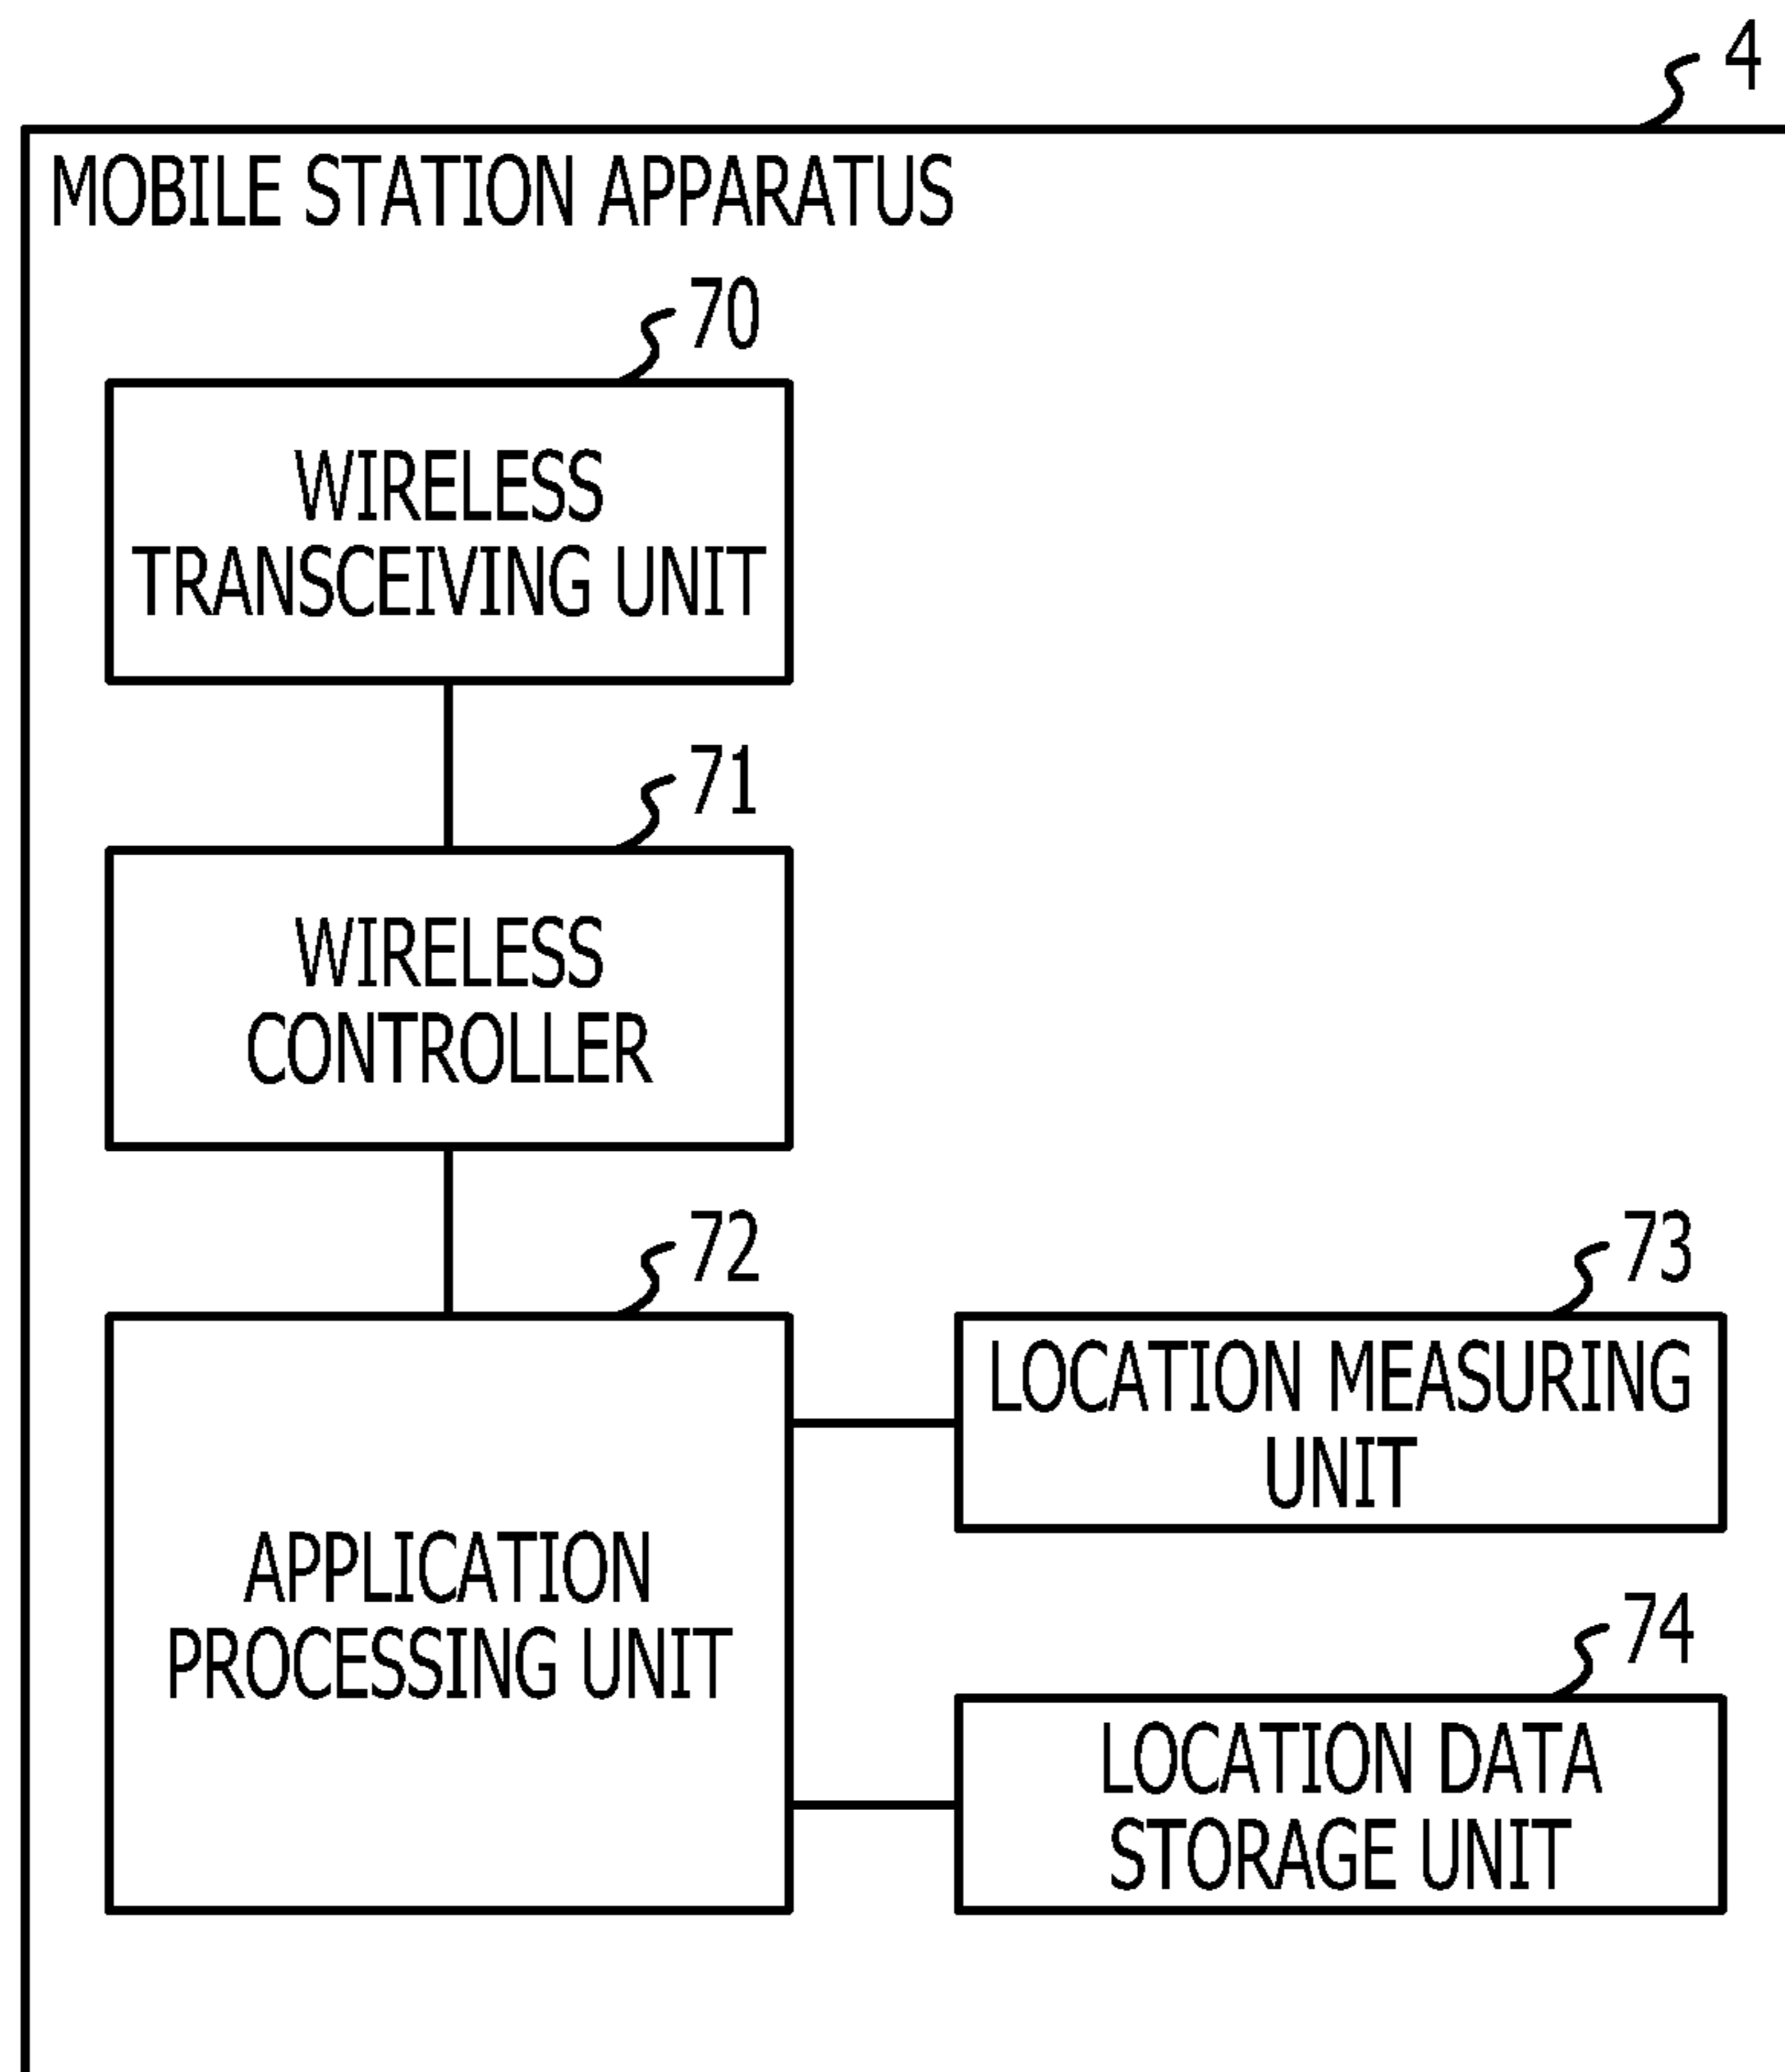 4
MOBILE STATION APPARATUS
70
WIRELESS
TRANSCEIVING UNIT
71
WIRELESS
CONTROLLER
72
APPLICATION
PROCESSING UNIT
73
LOCATION MEASURING
UNIT
74
LOCATION DATA
STORAGE UNIT